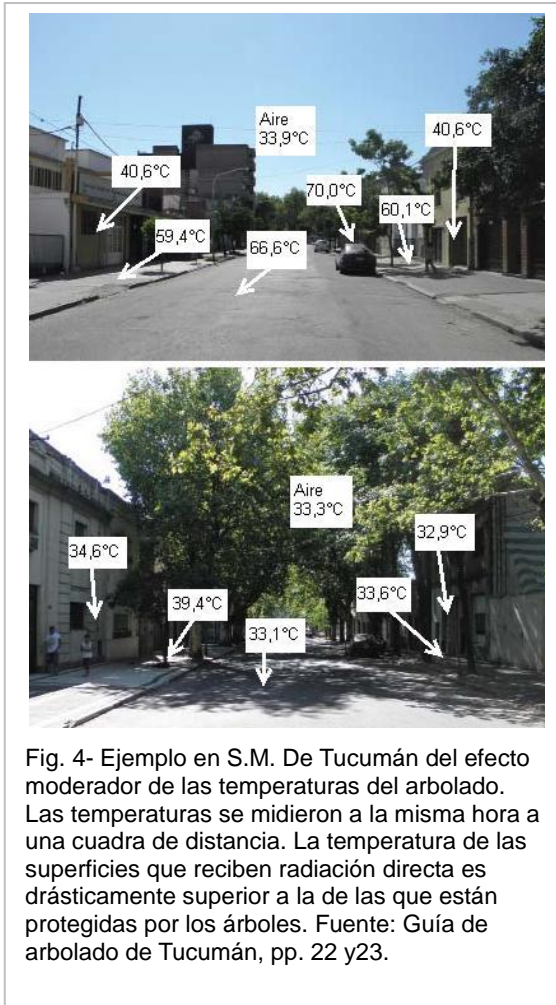 Aire
33,9°C
40,6°C
40,6°C
70,0°C
60,1°C
59,4°C
66,6°C
Aire
33,3°C
32,9°C
34,6°C
33,6°C
39,4°C
33,1°C
Fig. 4- Ejemplo en S.M. De Tucumán del efecto
moderador de las temperaturas del arbolado.
Las temperaturas se midieron a la misma hora a
una cuadra de distancia. La temperatura de las
superficies que reciben radiación directa es
drásticamente superior a la de las que están
protegidas por los árboles. Fuente: Guía de
arbolado de Tucumán, pp. 22 y23.